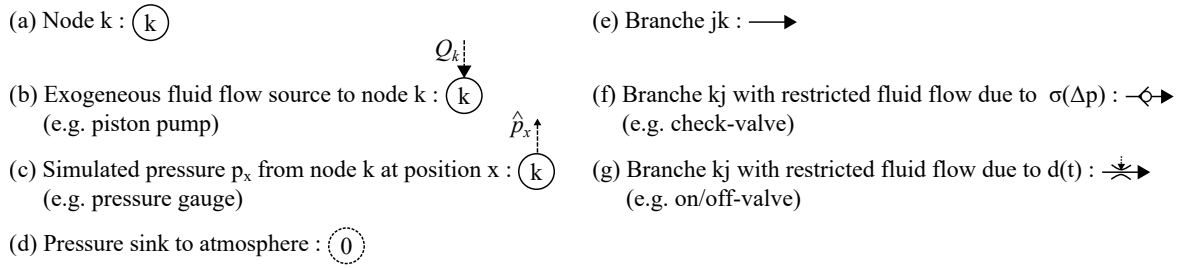 (a) Node k : k
Q_k
(b) Exogeneous fluid flow source to node k : k
(e.g. piston pump)
p̂_x
(c) Simulated pressure p_x from node k at position x : k
(e.g. pressure gauge)
(d) Pressure sink to atmosphere : 0
(e) Branche jk :
(f) Branche kj with restricted fluid flow due to σ(Δp) :
(e.g. check-valve)
(g) Branche kj with restricted fluid flow due to d(t) :
(e.g. on/off-valve)